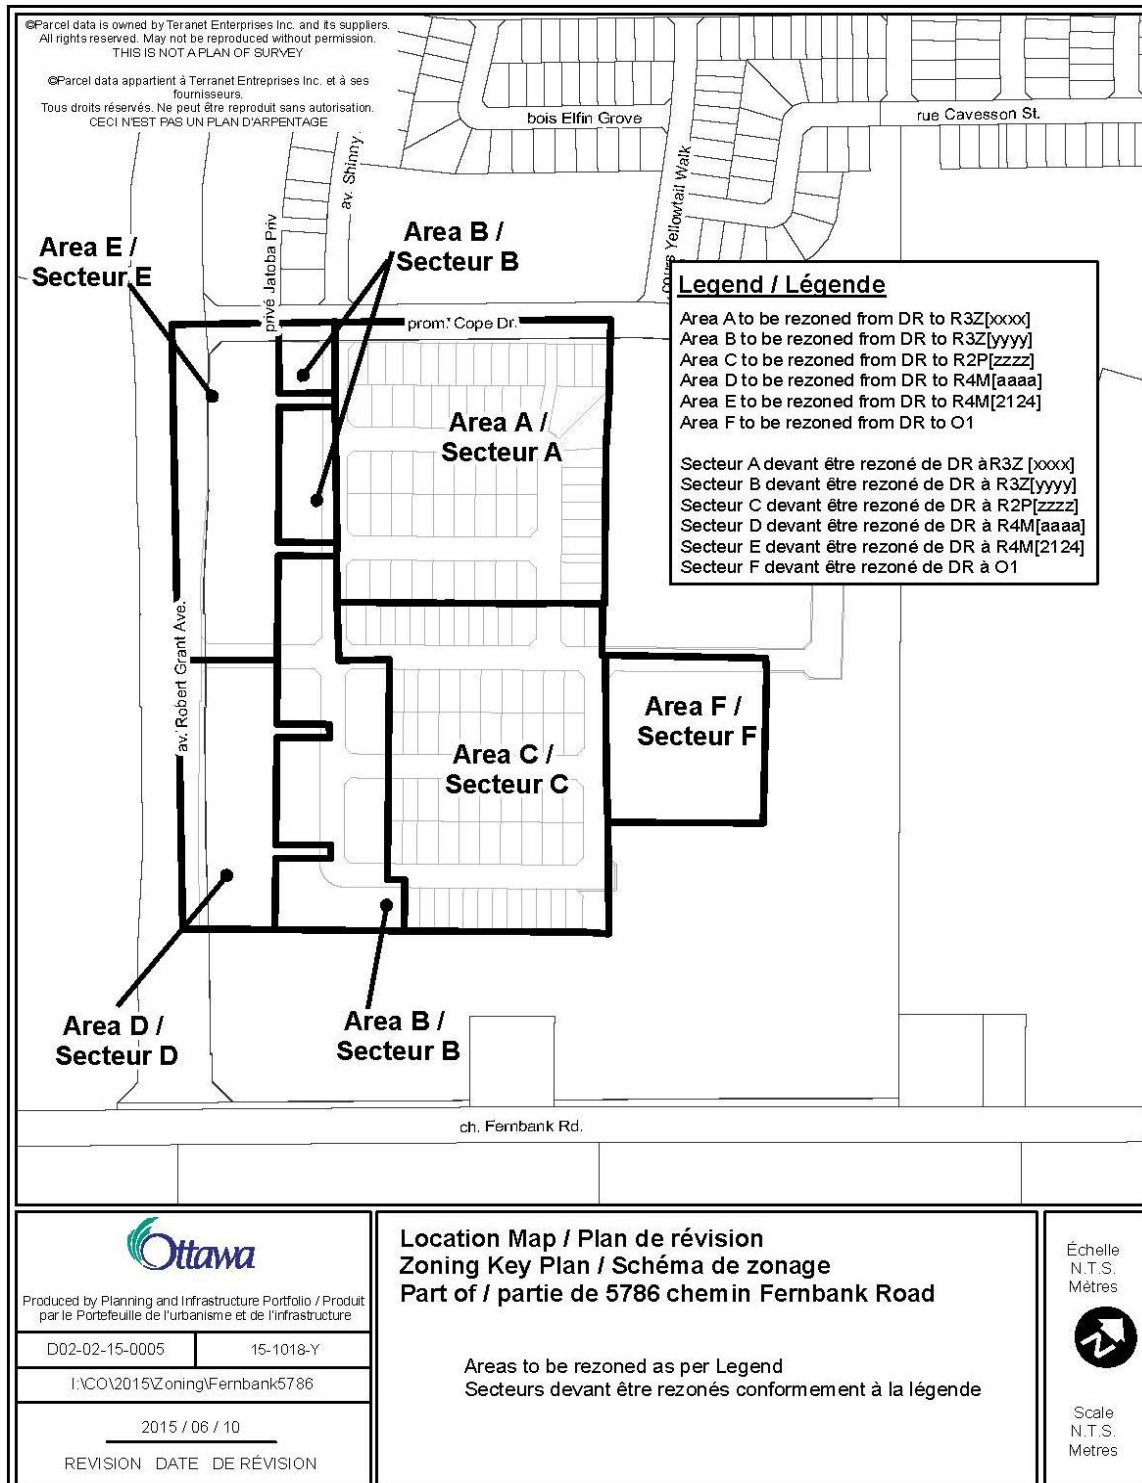 ©Parcel data is owned by Teranet Enterprises Inc. and its suppliers.
All rights reserved. May not be reproduced without permission.
THIS IS NOT A PLAN OF SURVEY
©Parcel data appartient à Terranet Entreprises Inc. et à ses
fournisseurs.
Tous droits réservés. Ne peut être reproduit sans autorisation.
CECI N'EST PAS UN PLAN D'ARPENTAGE
bois Elfin Grove
rue Cavesson St.
av. Shinny
cours Yellowtail Walk
privé Jatoba Priv
Area E /
Secteur E
Area B /
Secteur B
prom. Cope Dr.
Legend / Légende
Area A to be rezoned from DR to R3Z[xxxx]
Area B to be rezoned from DR to R3Z[yyyy]
Area C to be rezoned from DR to R2P[zzzz]
Area D to be rezoned from DR to R4M[aaaa]
Area E to be rezoned from DR to R4M[2124]
Area F to be rezoned from DR to O1
Secteur A devant être rezoné de DR àR3Z [xxxx]
Secteur B devant être rezoné de DR à R3Z[yyyy]
Secteur C devant être rezoné de DR à R2P[zzzz]
Secteur D devant être rezoné de DR à R4M[aaaa]
Secteur E devant être rezoné de DR à R4M[2124]
Secteur F devant être rezoné de DR à O1
Area A /
Secteur A
av. Robert Grant Ave.
Area F /
Secteur F
Area C /
Secteur C
Area D /
Secteur D
Area B /
Secteur B
ch. Fernbank Rd.
Ottawa
Produced by Planning and Infrastructure Portfolio / Produit
par le Portefeuille de l'urbanisme et de l'infrastructure
D02-02-15-0005
15-1018-Y
I:\CO\2015\Zoning\Fernbank5786
2015 / 06 / 10
REVISION DATE DE RÉVISION
Location Map / Plan de révision
Zoning Key Plan / Schéma de zonage
Part of / partie de 5786 chemin Fernbank Road
Areas to be rezoned as per Legend
Secteurs devant être rezonés conformement à la légende
Échelle
N.T.S.
Mètres
N
Scale
N.T.S.
Metres